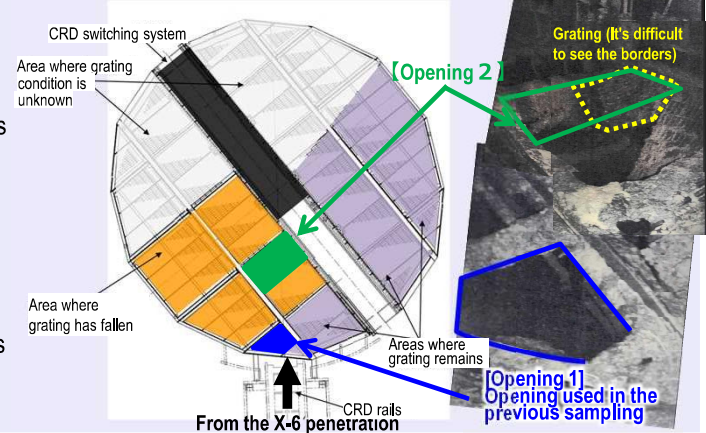 CRD switching system
Area where grating
condition is
unknown
【Opening 2】
Grating (It's difficult
to see the borders)
s
Area where
grating has fallen
s
Areas where
grating remains
[Opening 1]
Opening used in the
previous sampling
CRD rails
From the X-6 penetration